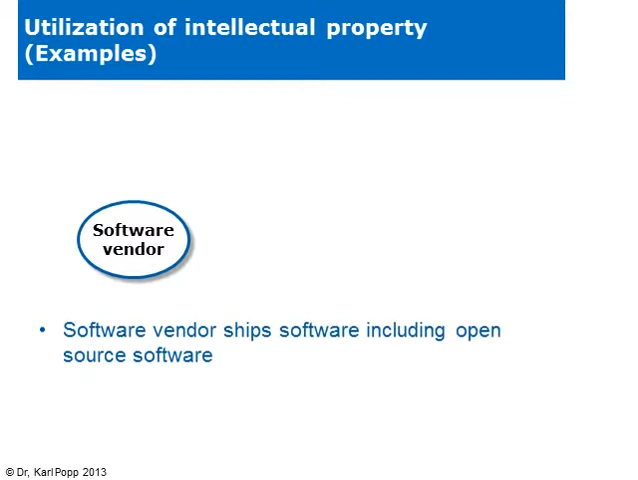 Utilization of intellectual property
(Examples)
Software
vendor
• Software vendor ships software including open
source software
© Dr, Karl Popp 2013